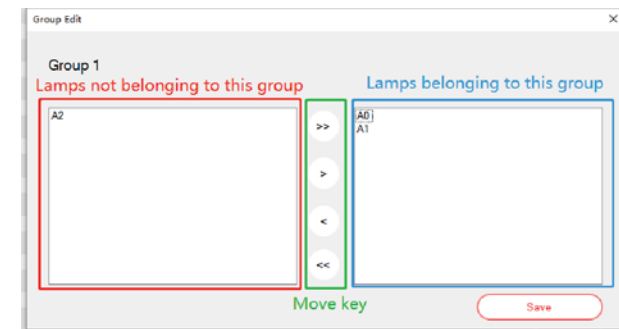 Group Edit
Group 1
Lamps not belonging to this group
Lamps belonging to this group
A2
>>
>
<
<<
A0
A1
Move key
Save